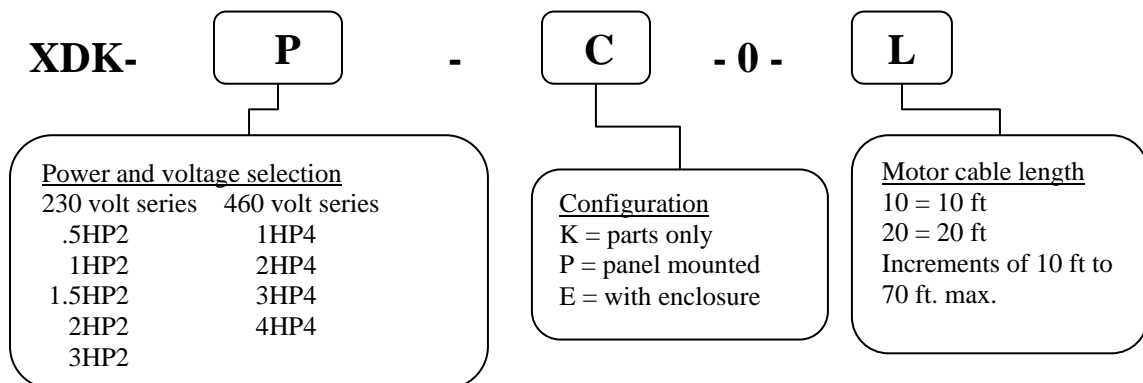 XDK- P - C - 0 - L
Power and voltage selection
230 volt series 460 volt series
.5HP2 1HP4
1HP2 2HP4
1.5HP2 3HP4
2HP2 4HP4
3HP2
Configuration
K = parts only
P = panel mounted
E = with enclosure
Motor cable length
10 = 10 ft
20 = 20 ft
Increments of 10 ft to
70 ft. max.